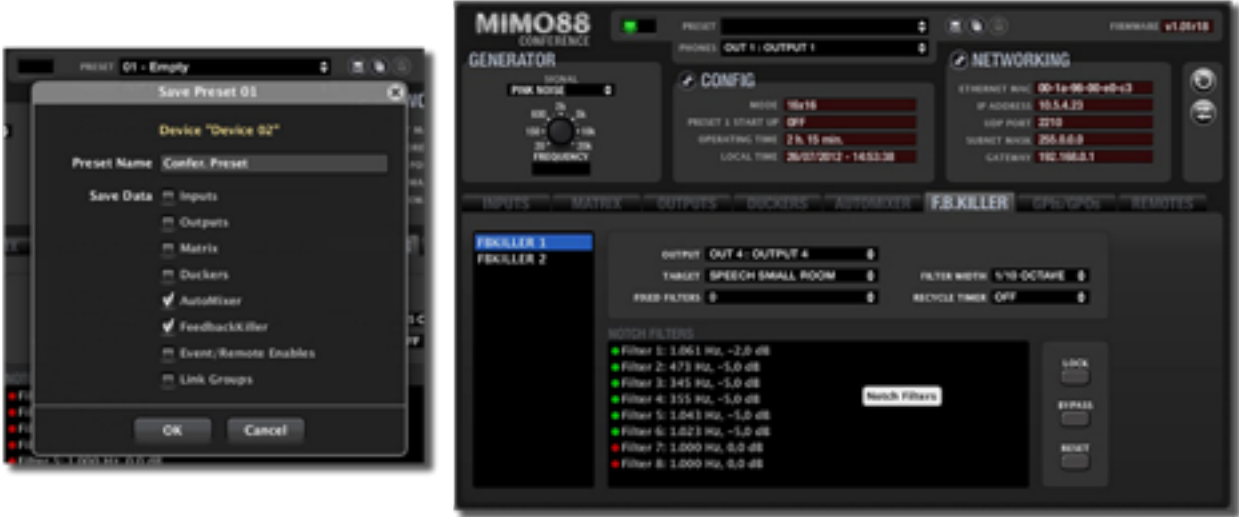 PRESET 01 - Empty
Save Preset 01
Device "Device 02"
Preset Name Confer. Preset
Save Data Inputs
Outputs
Matrix
Duckers
AutoMixer
FeedbackKiller
Event/Remote Enables
Link Groups
OK Cancel
Filter 5: 1.000 Hz, 0,0 dB
MIMO88
CONFERENCE
PRESET
PHONES OUT 1 : OUTPUT 1
FIRMWARE v1.01r18
GENERATOR
SIGNAL
PINK NOISE
FREQUENCY
CONFIG
MODE 16x16
PRESET 1 START UP OFF
OPERATING TIME 2 h. 15 min.
LOCAL TIME 26/07/2012 - 14:53:38
NETWORKING
ETHERNET MAC 00-1a-96-00-e0-c3
IP ADDRESS 10.5.4.23
UDP PORT 2210
SUBNET MASK 255.0.0.0
GATEWAY 192.168.0.1
INPUTS MATRIX OUTPUTS DUCKERS AUTOMIXER F.B.KILLER GPIs/GPOs REMOTES
FBKILLER 1
FBKILLER 2
OUTPUT OUT 4 : OUTPUT 4
TARGET SPEECH SMALL ROOM
FILTER WIDTH 1/10 OCTAVE
FIXED FILTERS 0
RECYCLE TIMER OFF
NOTCH FILTERS
Filter 1: 1.061 Hz, -2,0 dB
Filter 2: 473 Hz, -5,0 dB
Filter 3: 345 Hz, -5,0 dB
Filter 4: 355 Hz, -5,0 dB
Filter 5: 1.043 Hz, -5,0 dB
Filter 6: 1.023 Hz, -5,0 dB
Filter 7: 1.000 Hz, 0,0 dB
Filter 8: 1.000 Hz, 0,0 dB
Notch Filters
LOCK
BYPASS
RESET